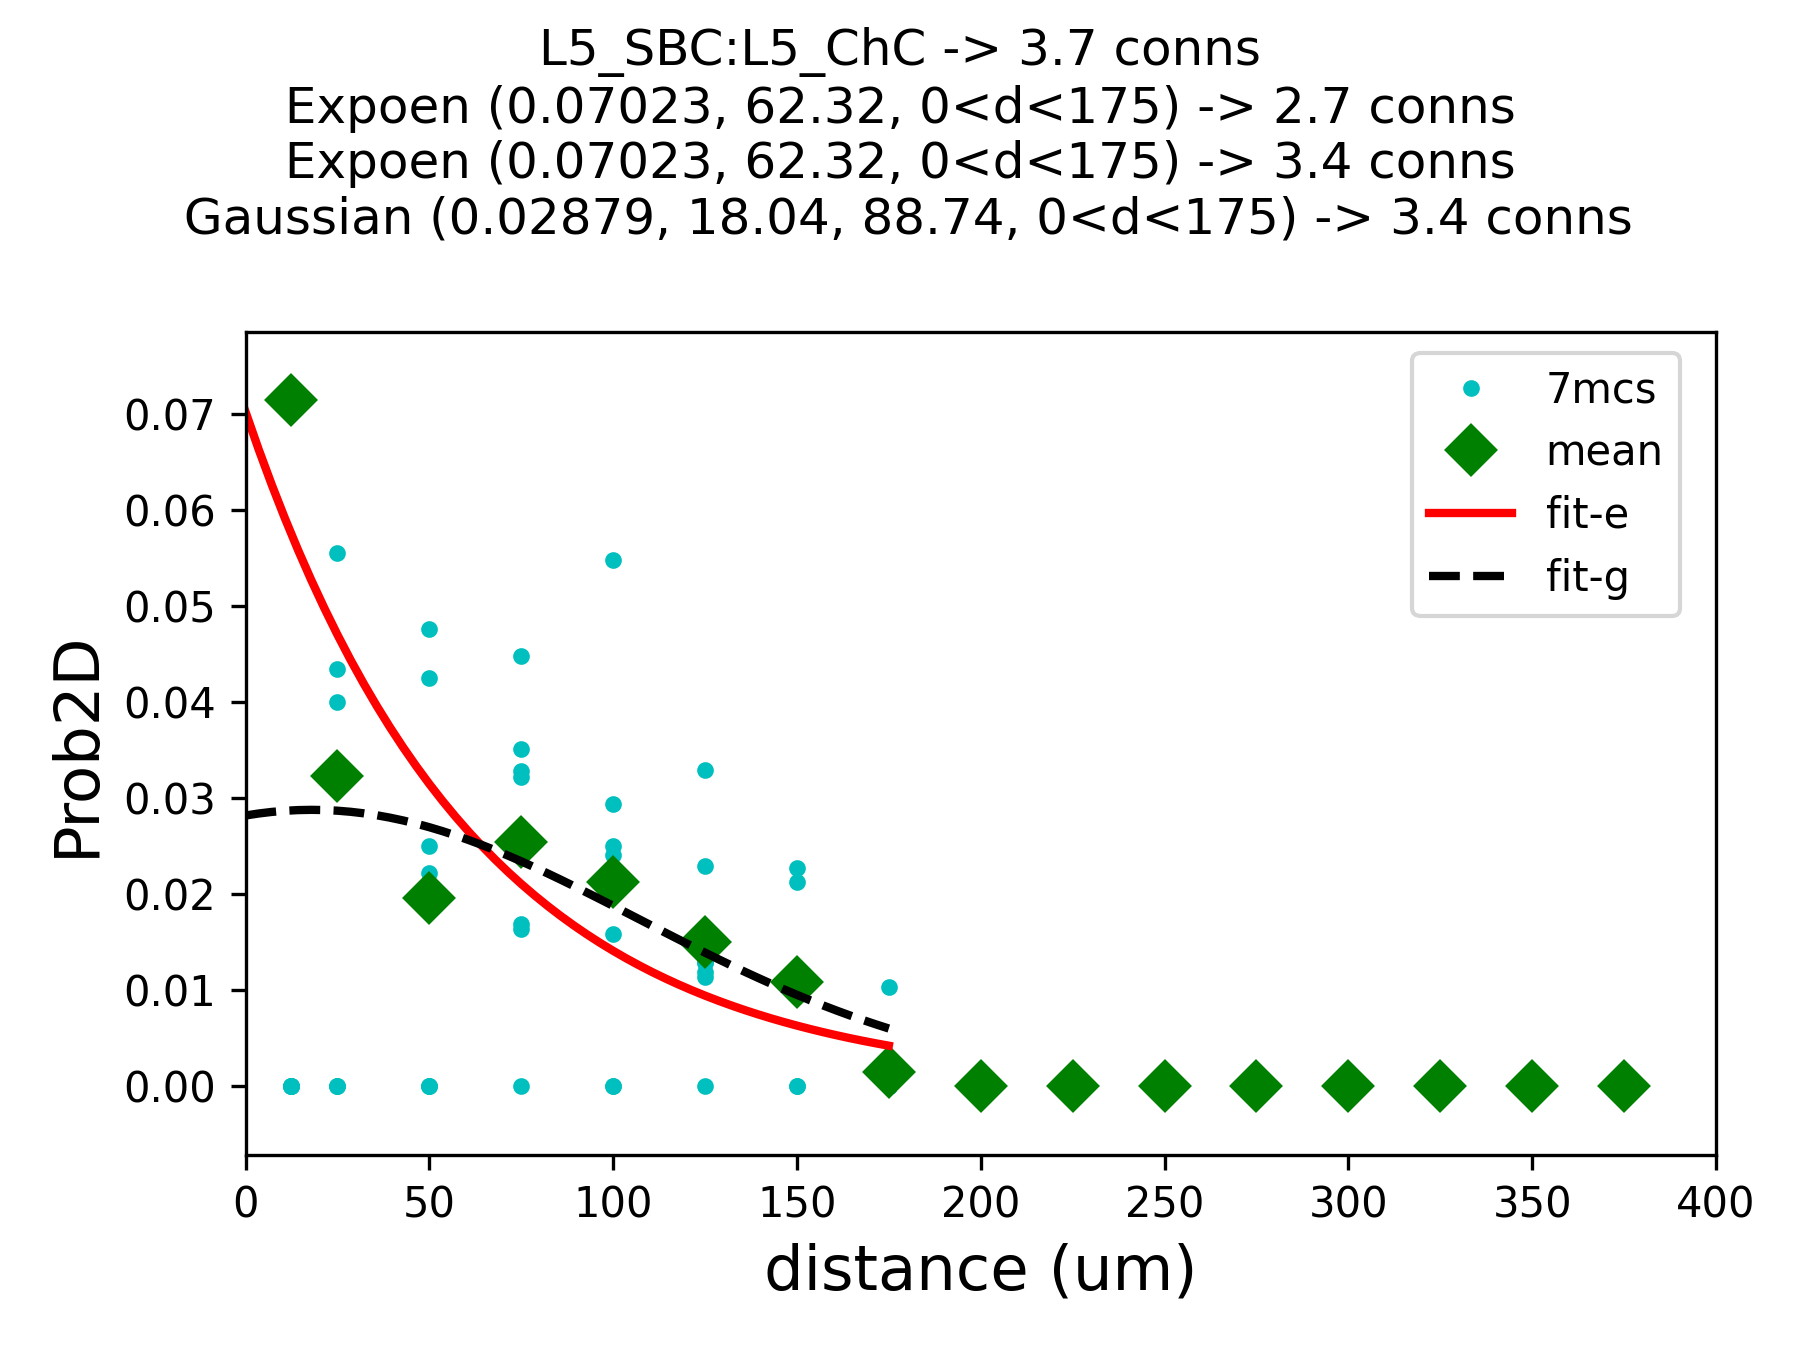 L5_SBC:L5_ChC -> 3.7 conns
Expoen (0.07023, 62.32, 0<d<175) -> 2.7 conns
Expoen (0.07023, 62.32, 0<d<175) -> 3.4 conns
Gaussian (0.02879, 18.04, 88.74, 0<d<175) -> 3.4 conns
7mcs
mean
fit-e
fit-g
Prob2D
0.07
0.06
0.05
0.04
0.03
0.02
0.01
0.00
0 50 100 150 200 250 300 350 400
distance (um)